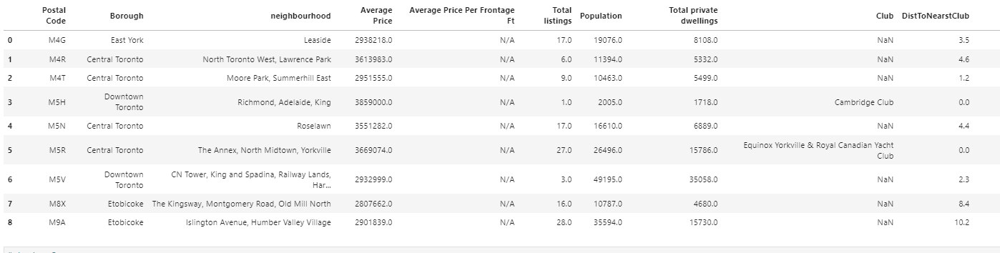 Postal Code Borough neighbourhood Average Price Average Price Per Frontage Ft Total listings Population Total private dwellings Club DistToNearstClub
0 M4G East York Leaside 2938218.0 N/A 17.0 19076.0 8108.0 NaN 3.5
1 M4R Central Toronto North Toronto West, Lawrence Park 3613983.0 N/A 6.0 11394.0 5332.0 NaN 4.6
2 M4T Central Toronto Moore Park, Summerhill East 2951555.0 N/A 9.0 10463.0 5499.0 NaN 1.2
3 M5H Downtown Toronto Richmond, Adelaide, King 3859000.0 N/A 1.0 2005.0 1718.0 Cambridge Club 0.0
4 M5N Central Toronto Roselawn 3551282.0 N/A 17.0 16610.0 6889.0 NaN 4.4
5 M5R Central Toronto The Annex, North Midtown, Yorkville 3669074.0 N/A 27.0 26496.0 15786.0 Equinox Yorkville & Royal Canadian Yacht Club 0.0
6 M5V Downtown Toronto CN Tower, King and Spadina, Railway Lands, Har... 2932999.0 N/A 3.0 49195.0 35058.0 NaN 2.3
7 M8X Etobicoke The Kingsway, Montgomery Road, Old Mill North 2807662.0 N/A 16.0 10787.0 4680.0 NaN 8.4
8 M9A Etobicoke Islington Avenue, Humber Valley Village 2901839.0 N/A 28.0 35594.0 15730.0 NaN 10.2